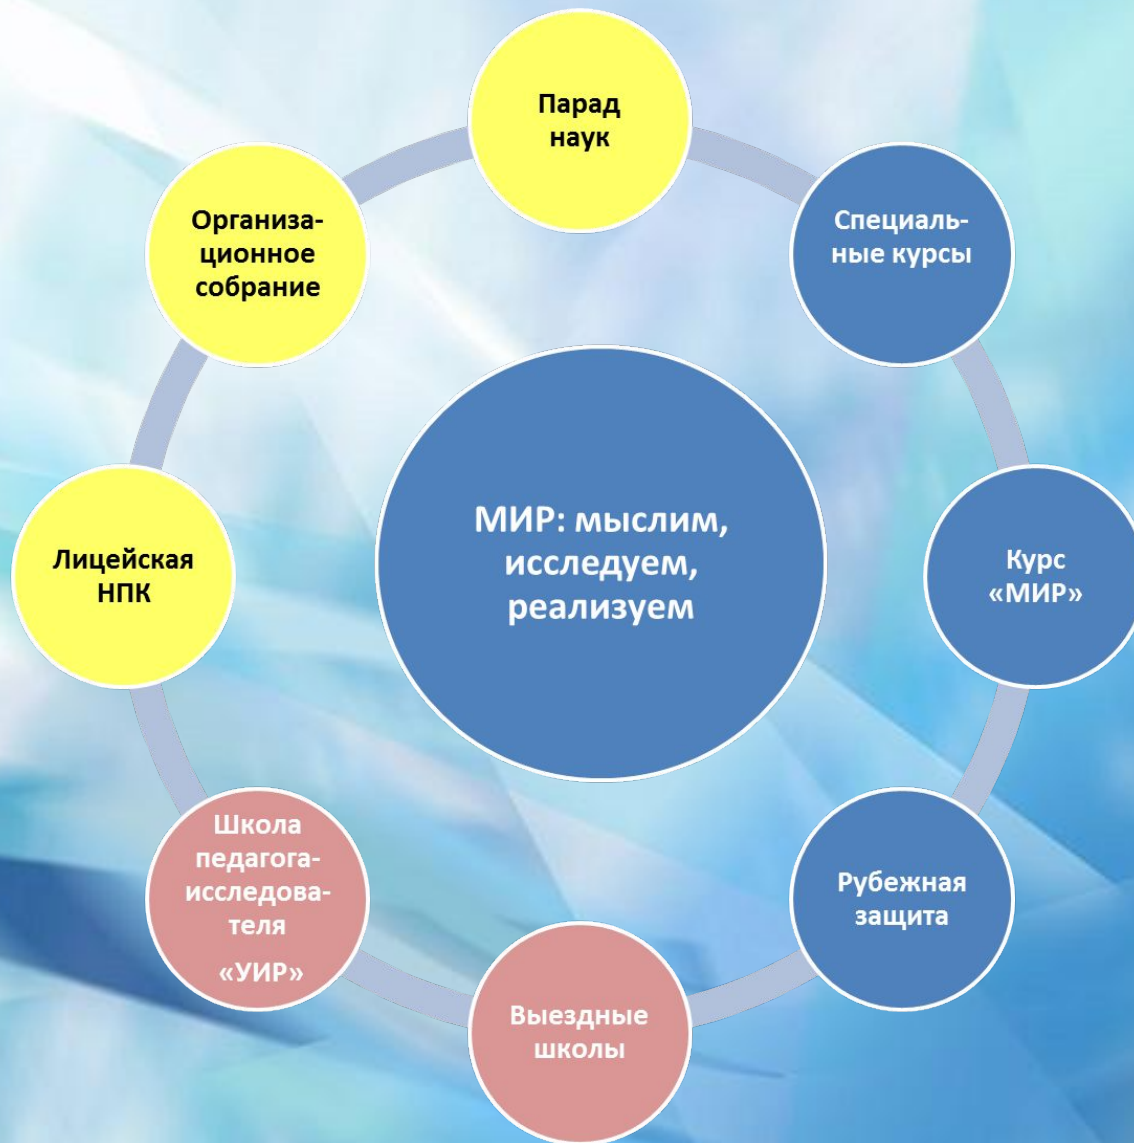 Парад
наук
Организа-
ционное
собрание
Специаль-
ные курсы
МИР: мыслим,
исследуем,
реализуем
Лицейская
НПК
Курс
«МИР»
Школа
педагога-
исследова-
теля
«УИР»
Рубежная
защита
Выездные
школы